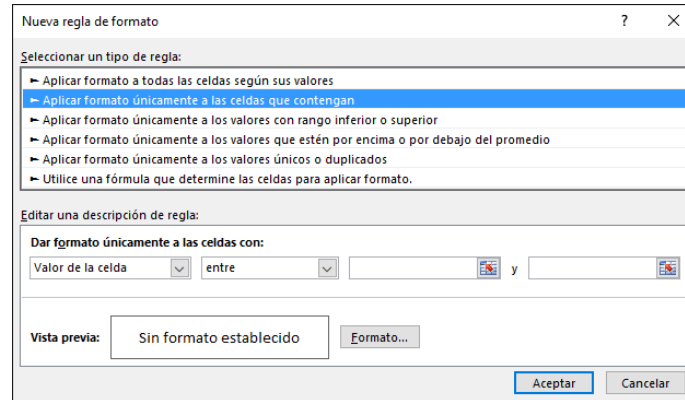 Nueva regla de formato ? X
Seleccionar un tipo de regla:
► Aplicar formato a todas las celdas según sus valores
► Aplicar formato únicamente a las celdas que contengan
► Aplicar formato únicamente a los valores con rango inferior o superior
► Aplicar formato únicamente a los valores que estén por encima o por debajo del promedio
► Aplicar formato únicamente a los valores únicos o duplicados
► Utilice una fórmula que determine las celdas para aplicar formato.
Editar una descripción de regla:
Dar formato únicamente a las celdas con:
Valor de la celda entre y
Vista previa: Sin formato establecido Formato...
Aceptar Cancelar